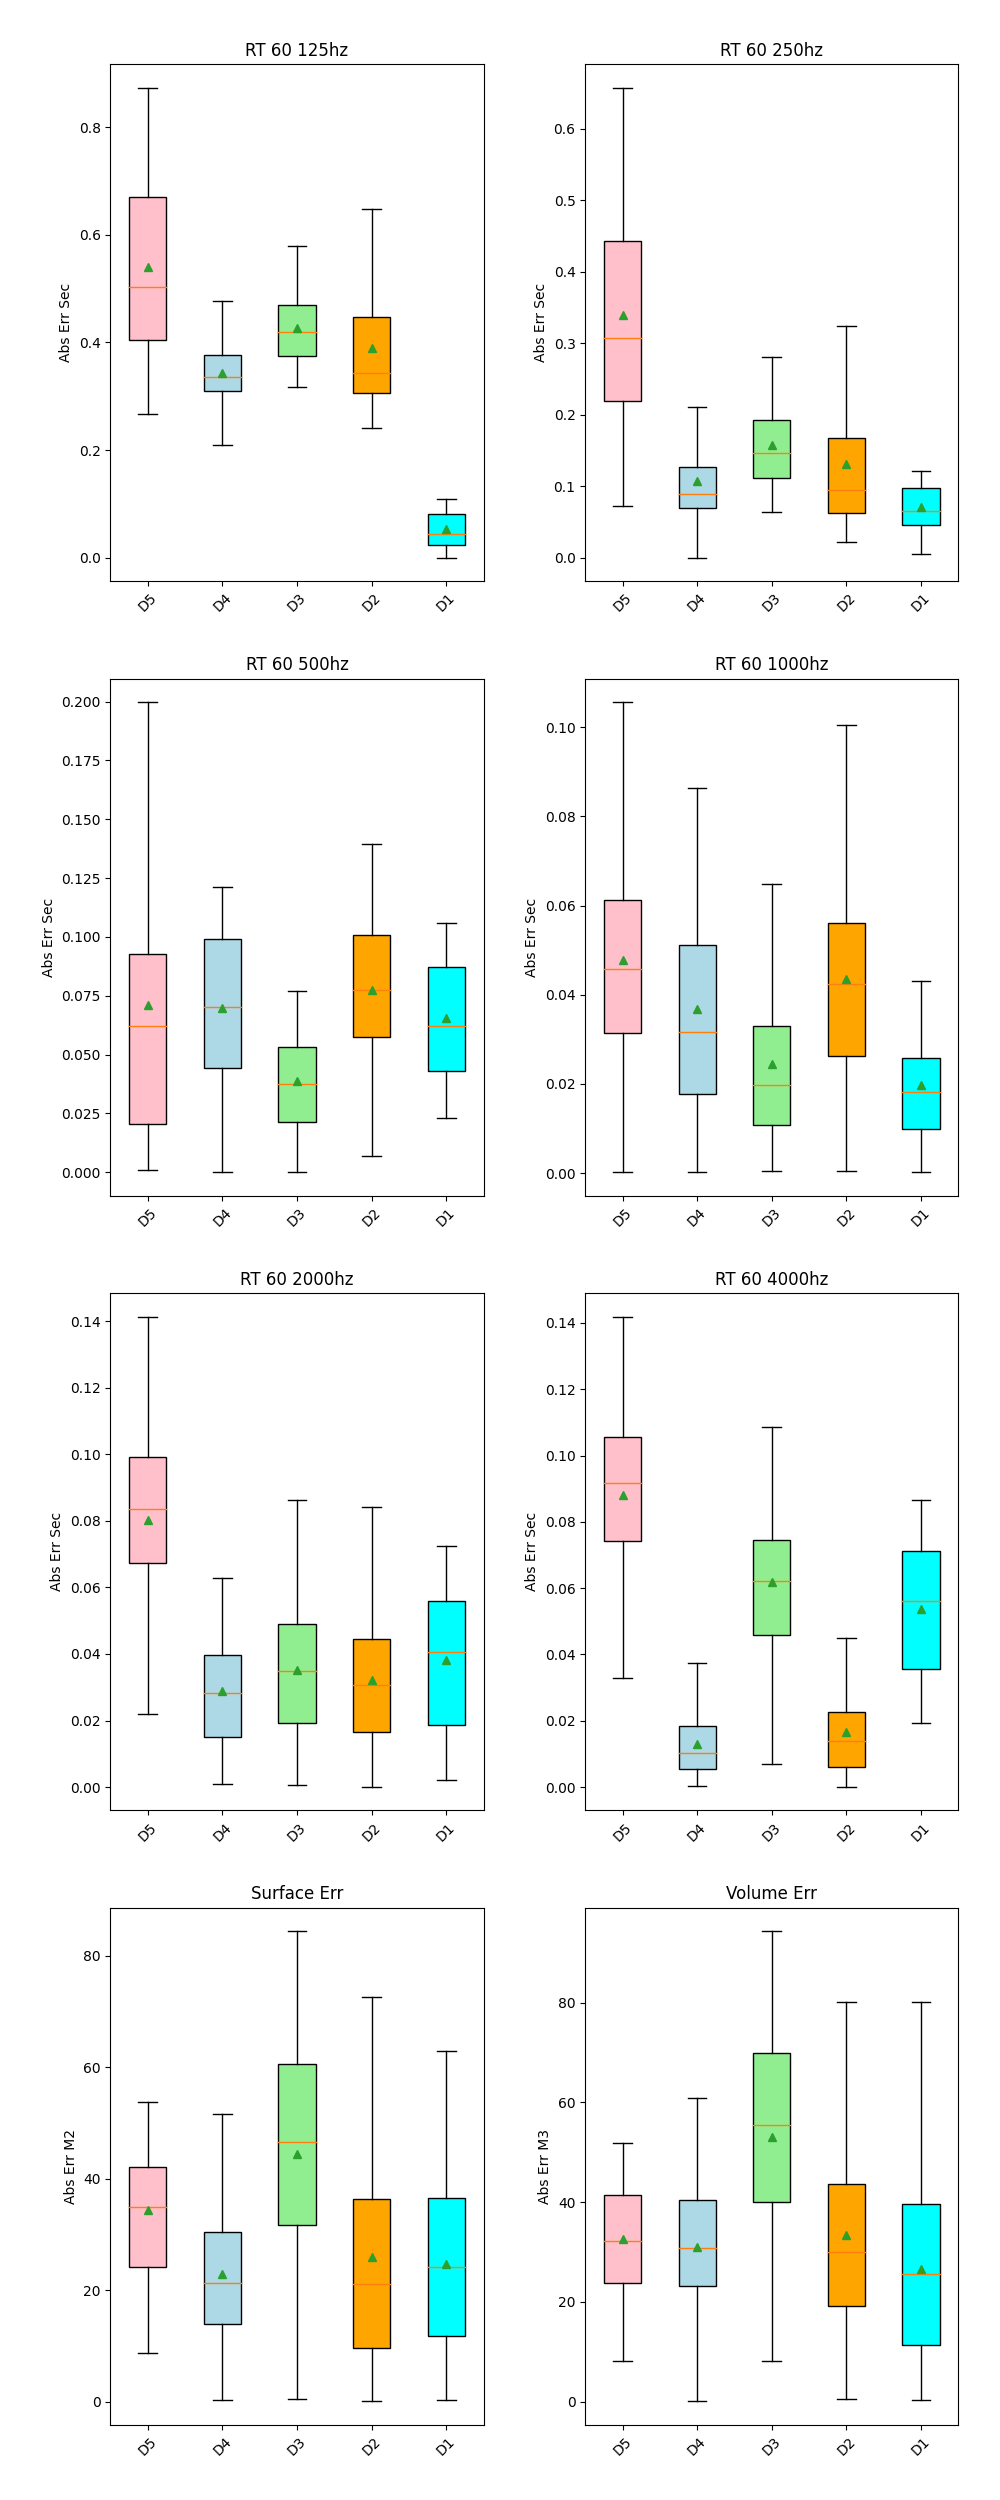 RT 60 125hz
Abs Err Sec
0.8
0.6
0.4
0.2
0.0
D5 D4 D3 D2 D1
RT 60 250hz
Abs Err Sec
0.6
0.5
0.4
0.3
0.2
0.1
0.0
D5 D4 D3 D2 D1
RT 60 500hz
Abs Err Sec
0.200
0.175
0.150
0.125
0.100
0.075
0.050
0.025
0.000
D5 D4 D3 D2 D1
RT 60 1000hz
Abs Err Sec
0.10
0.08
0.06
0.04
0.02
0.00
D5 D4 D3 D2 D1
RT 60 2000hz
Abs Err Sec
0.14
0.12
0.10
0.08
0.06
0.04
0.02
0.00
D5 D4 D3 D2 D1
RT 60 4000hz
Abs Err Sec
0.14
0.12
0.10
0.08
0.06
0.04
0.02
0.00
D5 D4 D3 D2 D1
Surface Err
Abs Err M2
80
60
40
20
0
D5 D4 D3 D2 D1
Volume Err
Abs Err M3
80
60
40
20
0
D5 D4 D3 D2 D1